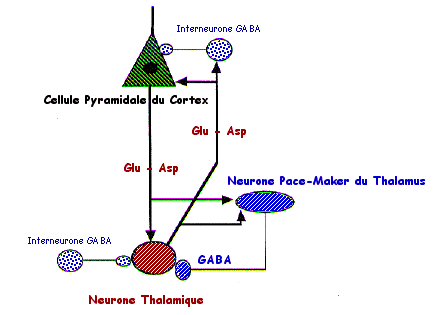 Interneurone GABA
Cellule Pyramidale du Cortex
Glu - Asp
Glu - Asp
Neurone Pace-Maker du Thalamus
Interneurone GABA
GABA
Neurone Thalamique